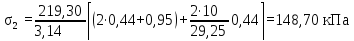 σ₂ = 219,30/3,14 [(2·0,44+0,95)+ 2·10/29,25 0,44]=148,70 кПа